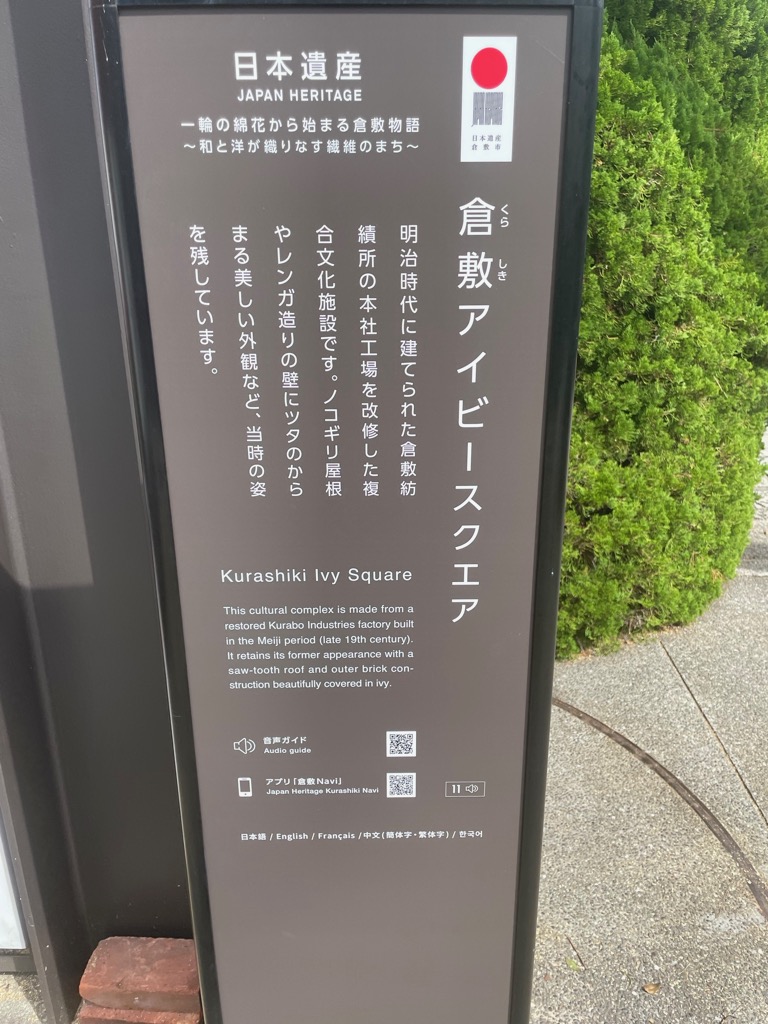 日本遺産
JAPAN HERITAGE
一輪の綿花から始まる倉敷物語
～和と洋が織りなす繊維のまち～
日本遺産
倉敷市
倉敷アイビースクエア
くら
しき
明治時代に建てられた倉敷紡
績所の本社工場を改修した複
合文化施設です。ノコギリ屋根
やレンガ造りの壁にツタのから
まる美しい外観など、当時の姿
を残しています。
Kurashiki Ivy Square
This cultural complex is made from a
restored Kurabo Industries factory built
in the Meiji period (late 19th century).
It retains its former appearance with a
saw-tooth roof and outer brick con-
struction beautifully covered in ivy.
音声ガイド
Audio guide
アプリ「倉敷Navi」
Japan Heritage Kurashiki Navi
11
日本語 / English / Français / 中文(簡体字・繁体字) / 한국어